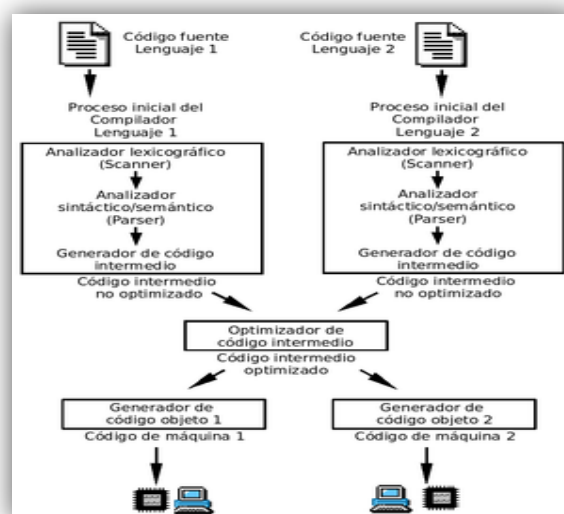 Código fuente
Lenguaje 1
Código fuente
Lenguaje 2
Proceso inicial del
Compilador
Lenguaje 1
Proceso inicial del
Compilador
Lenguaje 2
Analizador lexicográfico
(Scanner)
Analizador
sintáctico/semántico
(Parser)
Generador de código
intermedio
Analizador lexicográfico
(Scanner)
Analizador
sintáctico/semántico
(Parser)
Generador de código
intermedio
Código intermedio
no optimizado
Código intermedio
no optimizado
Optimizador de
código intermedio
Código intermedio
optimizado
Generador de
código objeto 1
Generador de
código objeto 2
Código de máquina 1
Código de máquina 2